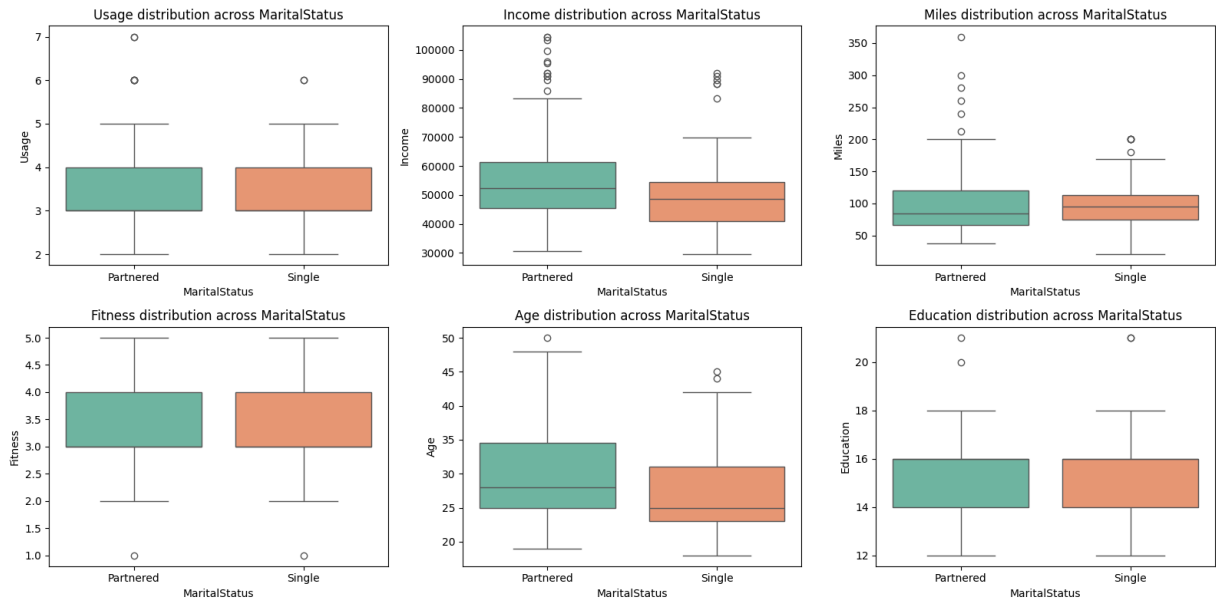 Usage distribution across MaritalStatus
7
6
5
4
3
2
Usage
Partnered
Single
MaritalStatus
Income distribution across MaritalStatus
100000
90000
80000
70000
60000
50000
40000
30000
Income
Partnered
Single
MaritalStatus
Miles distribution across MaritalStatus
350
300
250
200
150
100
50
Miles
Partnered
Single
MaritalStatus
Fitness distribution across MaritalStatus
5.0
4.5
4.0
3.5
3.0
2.5
2.0
1.5
1.0
Fitness
Partnered
Single
MaritalStatus
Age distribution across MaritalStatus
50
45
40
35
30
25
20
Age
Partnered
Single
MaritalStatus
Education distribution across MaritalStatus
20
18
16
14
12
Education
Partnered
Single
MaritalStatus